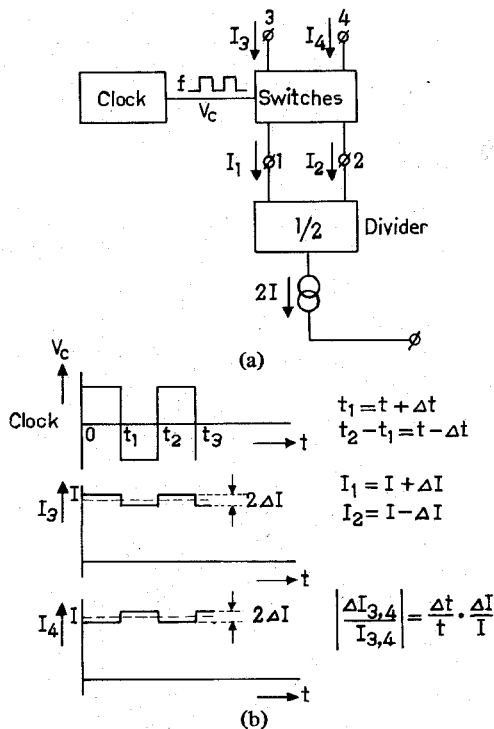 3 4
I₃ I₄
Clock f V_C Switches
I₁ 1 I₂ 2
1/2 Divider
2I
(a)
V_C
Clock
0 t₁ t₂ t₃
t
t₁ = t + Δt
t₂ - t₁ = t - Δt
I₃ I 2ΔI
I₁ = I + ΔI
I₂ = I - ΔI
t
I₄ I 2ΔI
|ΔI₃,₄ / I₃,₄| = Δt/t · ΔI/I
t
(b)